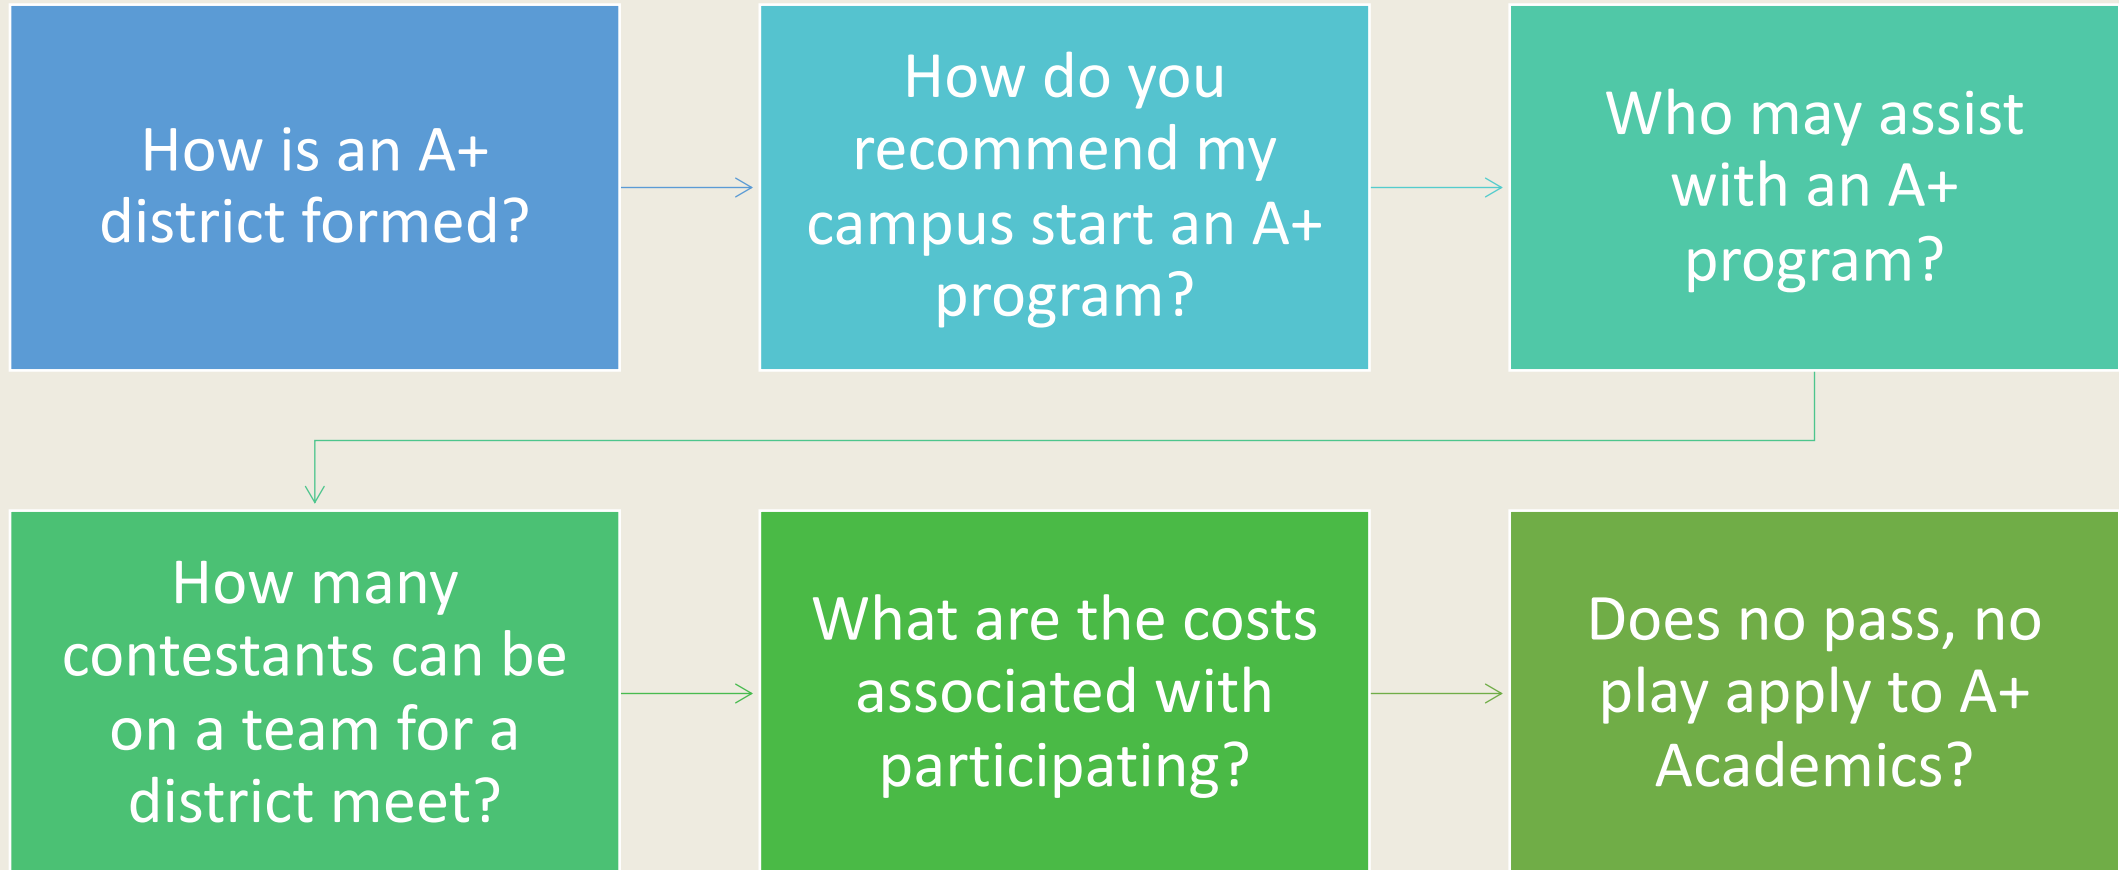 How is an A+
district formed?
How do you
recommend my
campus start an A+
program?
Who may assist
with an A+
program?
How many
contestants can be
on a team for a
district meet?
What are the costs
associated with
participating?
Does no pass, no
play apply to A+
Academics?